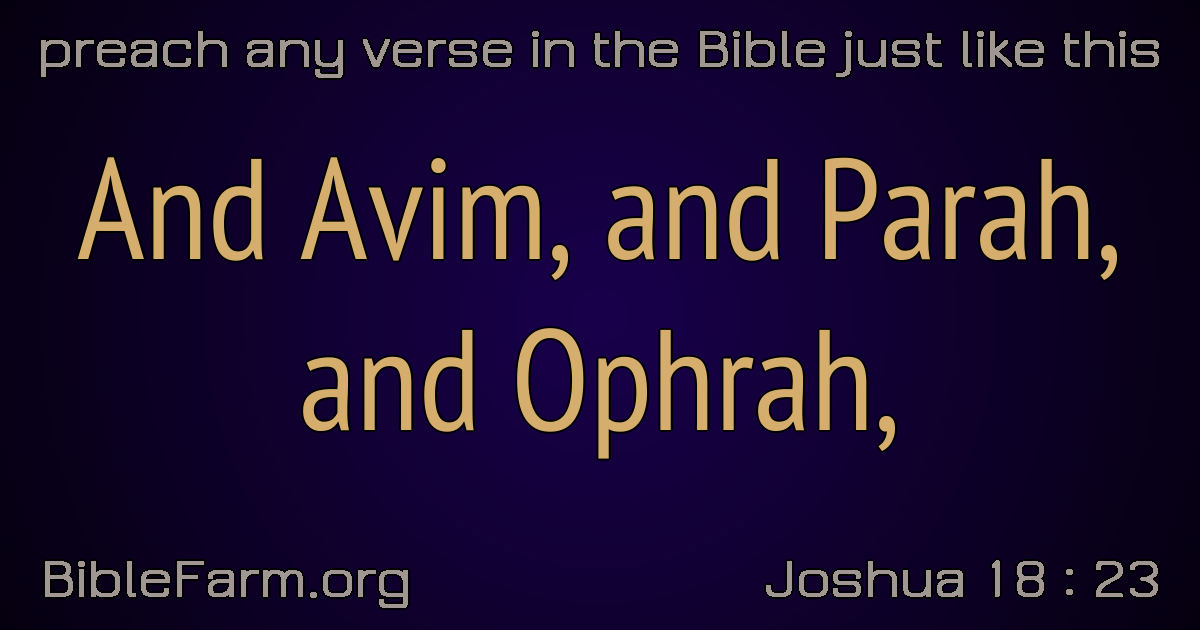 preach any verse in the Bible just like this
And Avim, and Parah,
and Ophrah,
BibleFarm.org
Joshua 18 : 23